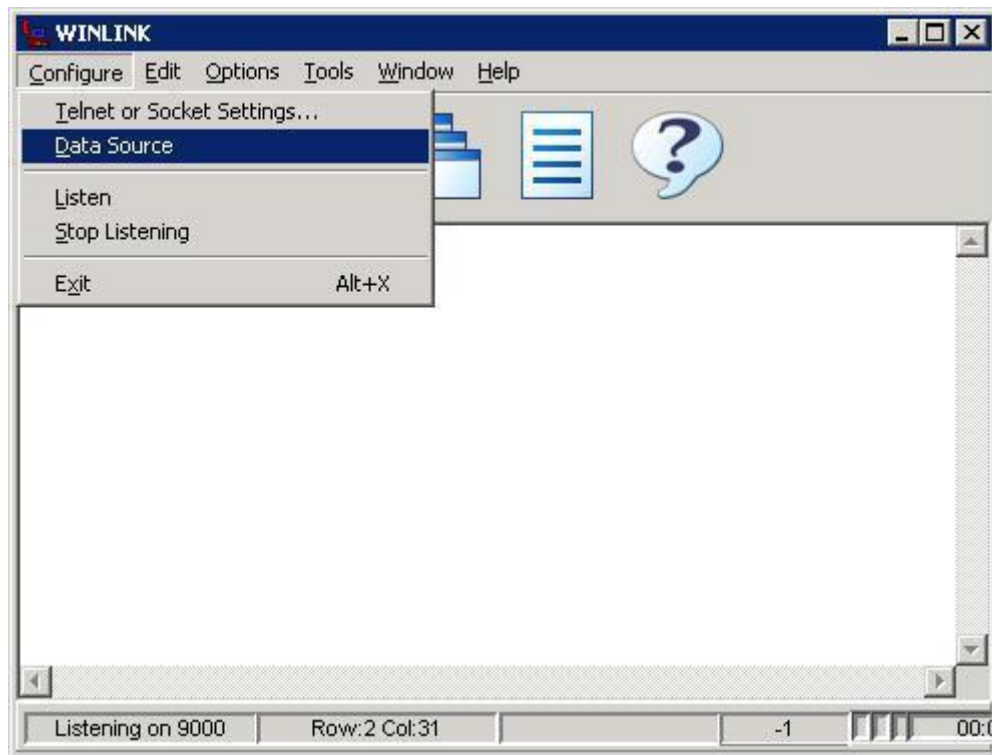 WINLINK
Configure Edit Options Tools Window Help
Telnet or Socket Settings...
Data Source
Listen
Stop Listening
Exit Alt+X
?
Listening on 9000 Row:2 Col:31 -1